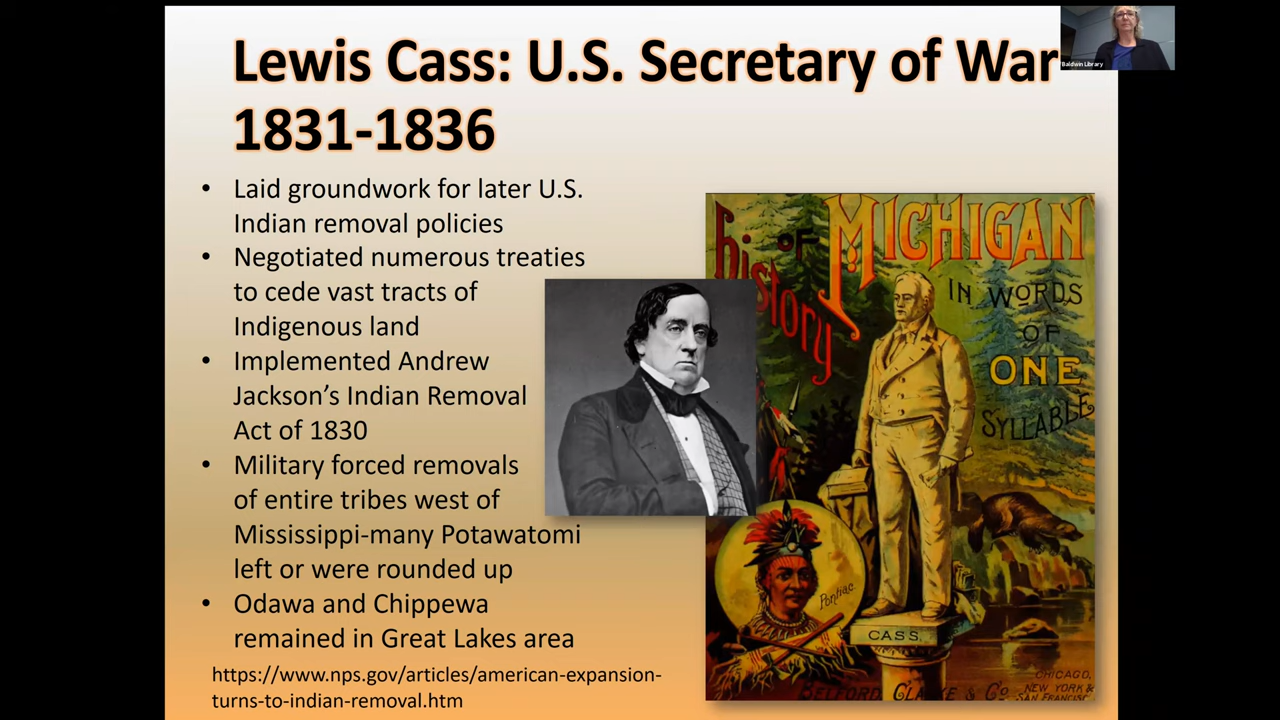 Lewis Cass: U.S. Secretary of War
1831-1836
Baldwin Library
• Laid groundwork for later U.S.
Indian removal policies
• Negotiated numerous treaties
to cede vast tracts of
Indigenous land
• Implemented Andrew
Jackson’s Indian Removal
Act of 1830
• Military forced removals
of entire tribes west of
Mississippi-many Potawatomi
left or were rounded up
• Odawa and Chippewa
remained in Great Lakes area
https://www.nps.gov/articles/american-expansion-
turns-to-indian-removal.htm
History OF MICHIGAN
IN WORDS
OF
ONE
SYLLABLE
Pontiac.
CASS.
CHICAGO,
NEW YORK &
SAN FRANCISC
BELFORD, CLARKE & Co